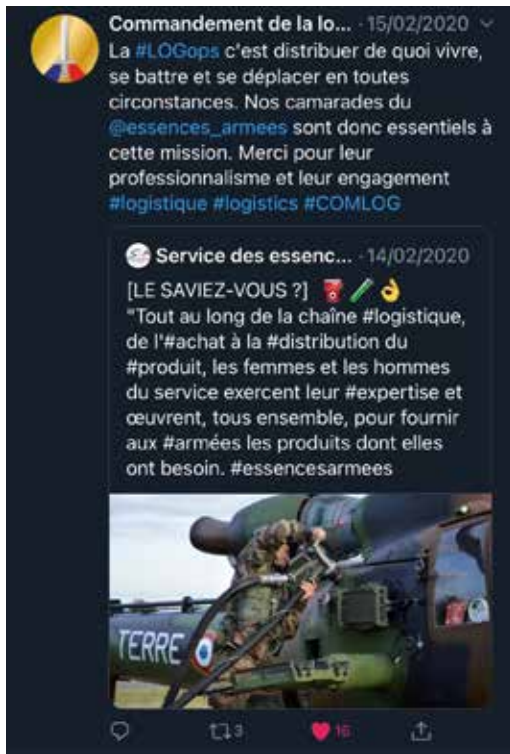 Commandement de la lo... · 15/02/2020
La #LOGops c'est distribuer de quoi vivre,
se battre et se déplacer en toutes
circonstances. Nos camarades du
@essences_armees sont donc essentiels à
cette mission. Merci pour leur
professionnalisme et leur engagement
#logistique #logistics #COMLOG
Service des essenc... · 14/02/2020
[LE SAVIEZ-VOUS ?]
"Tout au long de la chaîne #logistique,
de l'#achat à la #distribution du
#produit, les femmes et les hommes
du service exercent leur #expertise et
œuvrent, tous ensemble, pour fournir
aux #armées les produits dont elles
ont besoin. #essencesarmees
TERRE
3 16